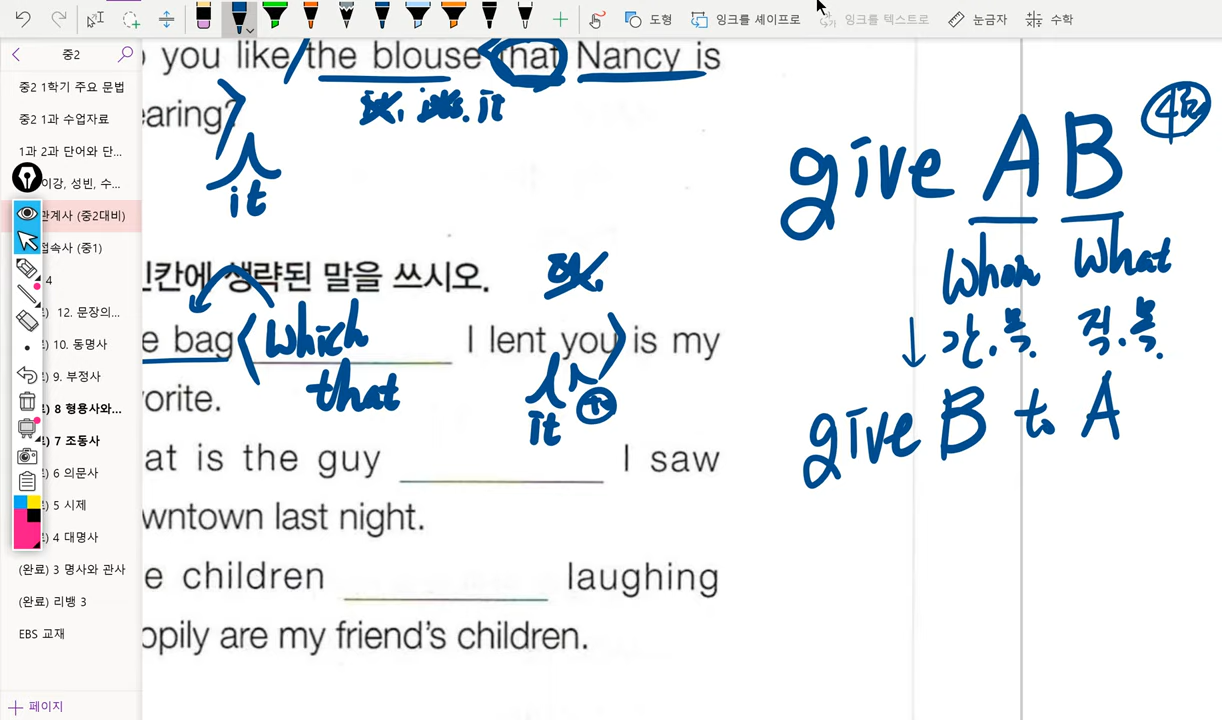 도형
잉크를 셰이프로
잉크를 텍스트로
눈금자
수학
중2
중2 1학기 주요 문법
중2 1과 수업자료
1과 2과 단어와 단...
이강, 성빈, 수...
관계사 (중2대비)
접속사 (중1)
4
) 12. 문장의...
) 10. 동명사
) 9. 부정사
) 8 형용사와...
) 7 조동사
) 6 의문사
) 5 시제
) 4 대명사
(완료) 3 명사와 관사
(완료) 리뱅 3
EBS 교재
페이지
you like the blouse that Nancy is
it
earing?
it
빈칸에 생략된 말을 쓰시오.
e bag which I lent you is my
that
orite.
it
at is the guy I saw
wntown last night.
e children laughing
ppily are my friend's children.
give A B
Whom What
간.목. 직.목.
give B to A